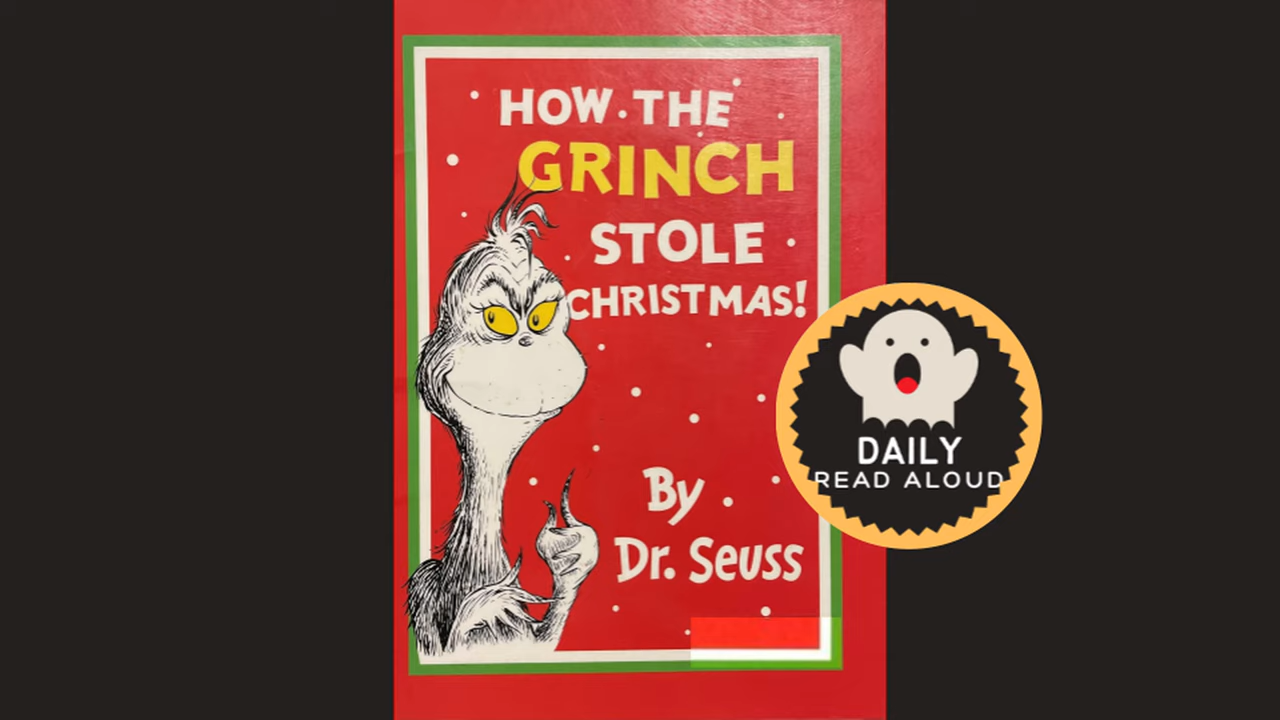 HOW THE
GRINCH
STOLE
CHRISTMAS!
By
Dr. Seuss
DAILY
READ ALOUD